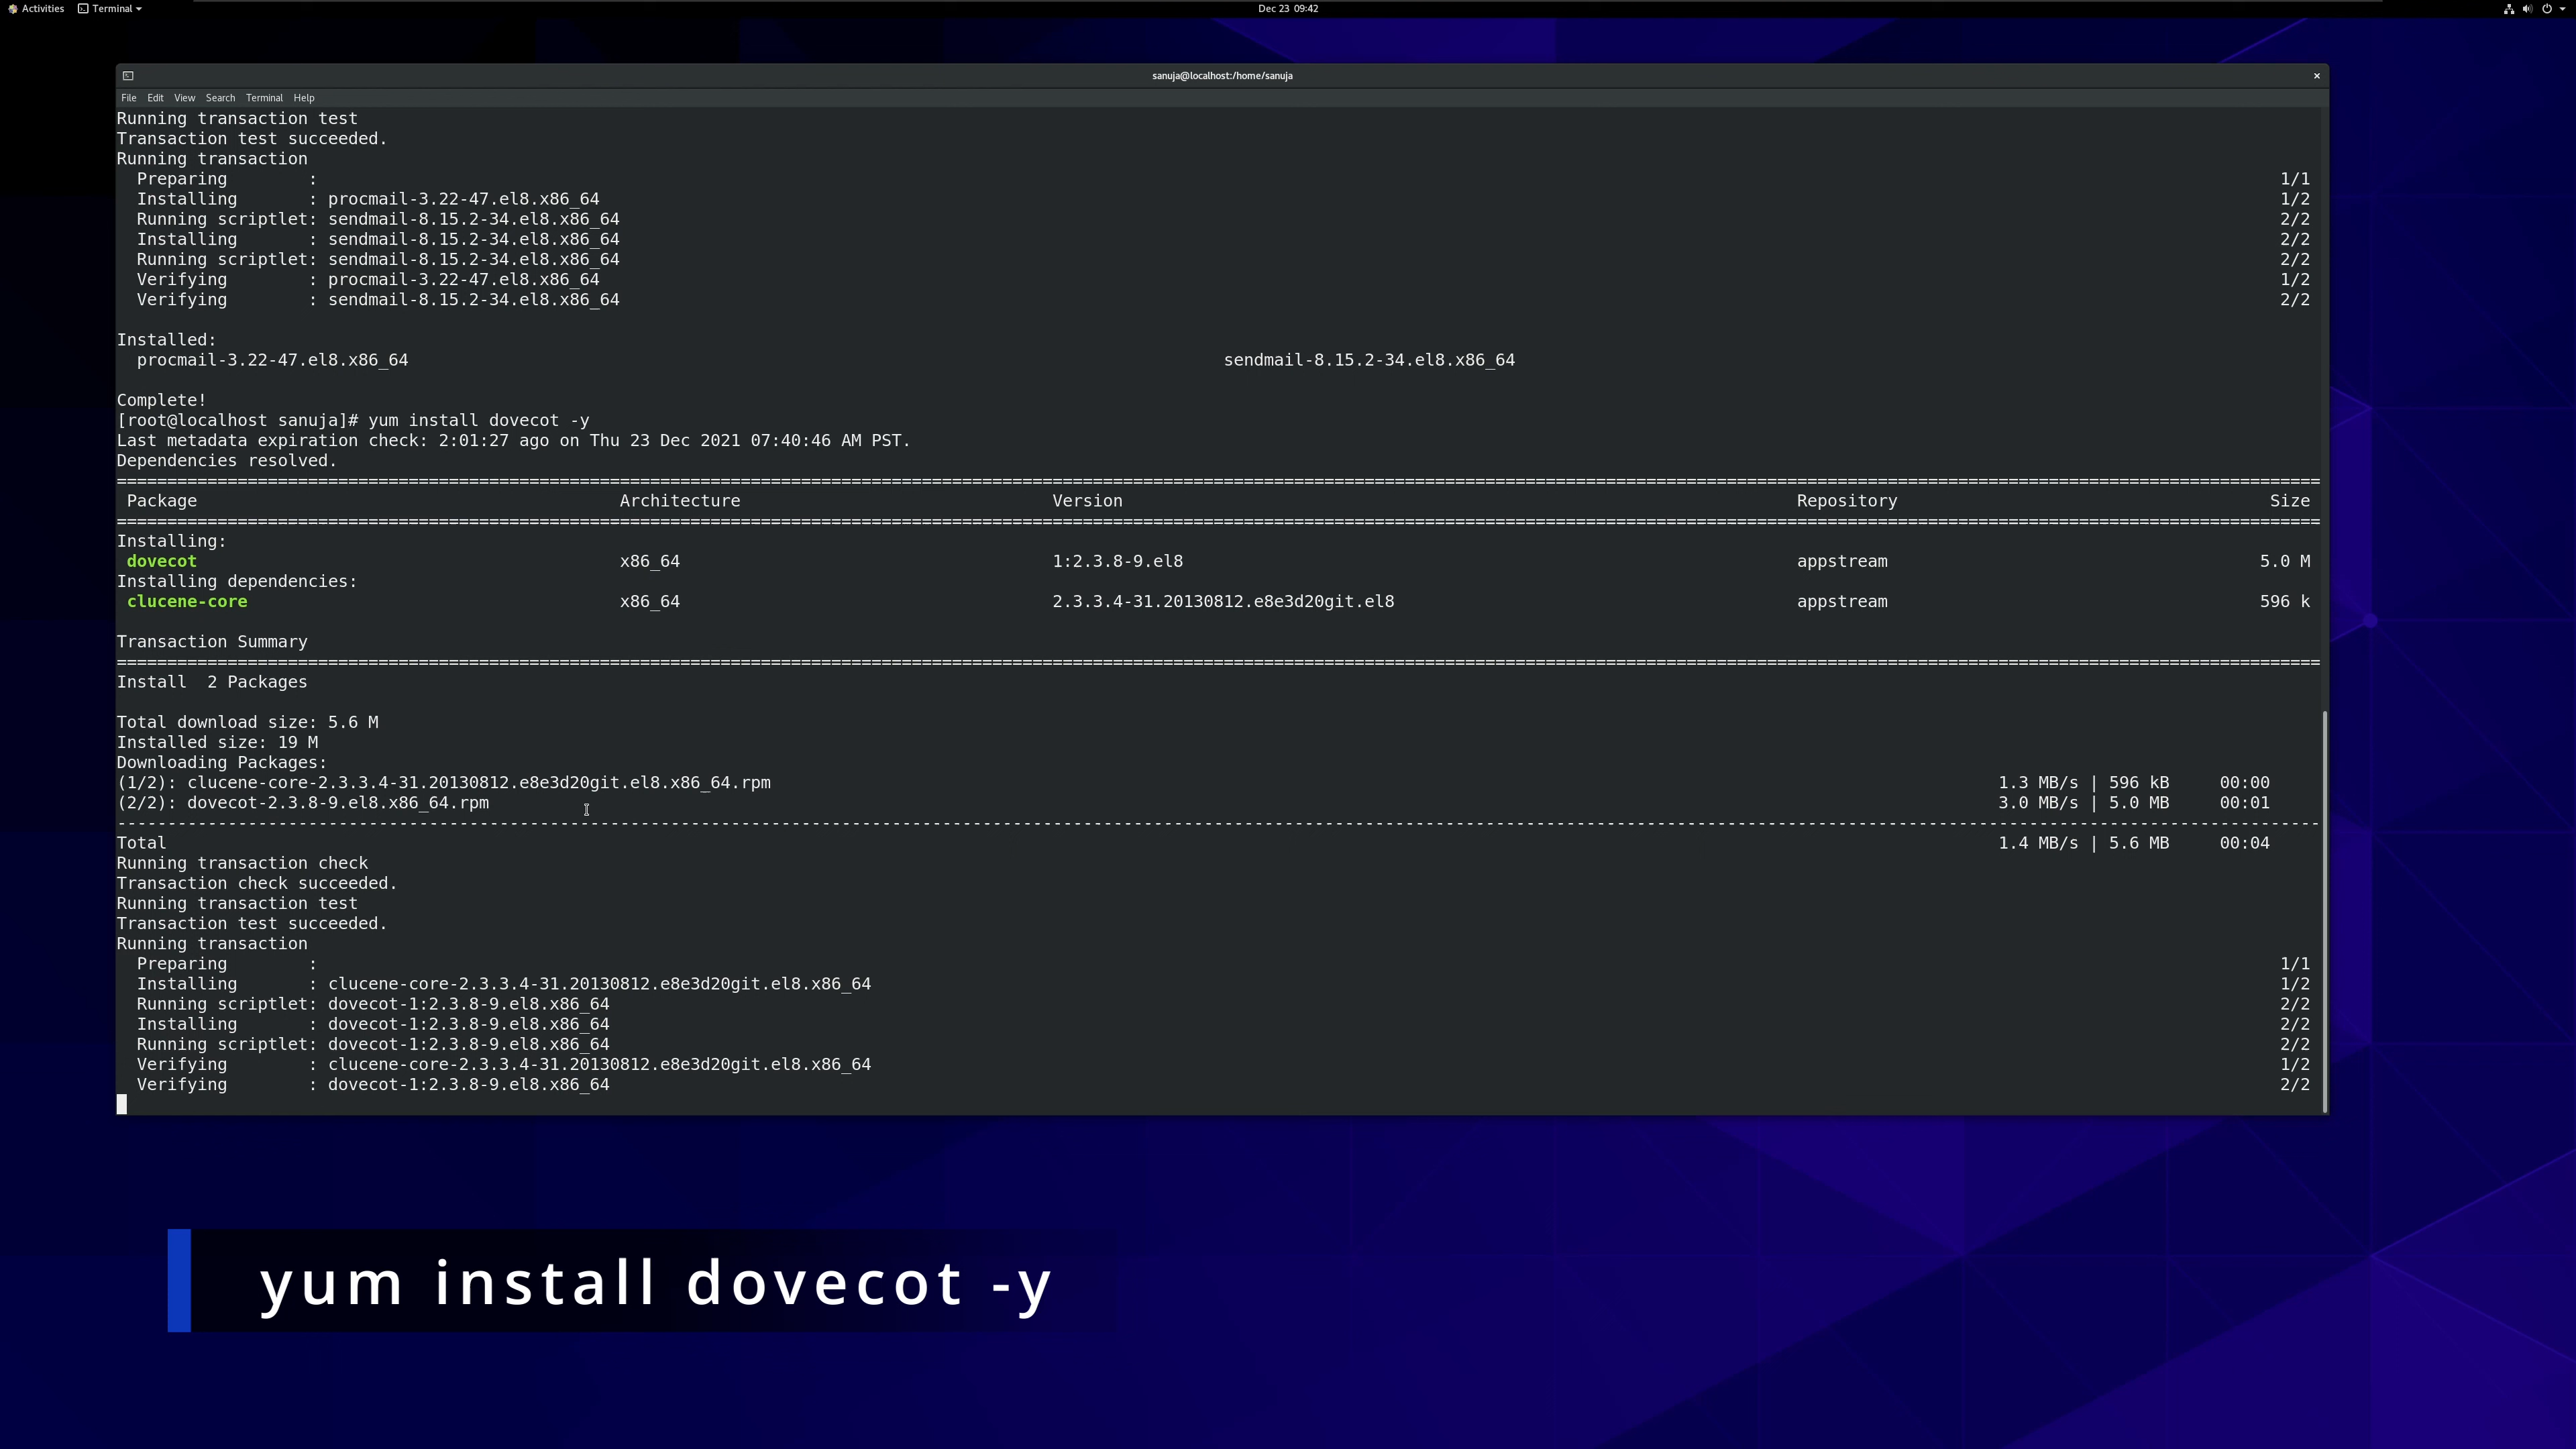 Activities Terminal Dec 23 09:42
sanuja@localhost:/home/sanuja ×
File Edit View Search Terminal Help
Running transaction test
Transaction test succeeded.
Running transaction
  Preparing        : 1/1
  Installing       : procmail-3.22-47.el8.x86_64 1/2
  Running scriptlet: sendmail-8.15.2-34.el8.x86_64 2/2
  Installing       : sendmail-8.15.2-34.el8.x86_64 2/2
  Running scriptlet: sendmail-8.15.2-34.el8.x86_64 2/2
  Verifying        : procmail-3.22-47.el8.x86_64 1/2
  Verifying        : sendmail-8.15.2-34.el8.x86_64 2/2
Installed:
  procmail-3.22-47.el8.x86_64 sendmail-8.15.2-34.el8.x86_64
Complete!
[root@localhost sanuja]# yum install dovecot -y
Last metadata expiration check: 2:01:27 ago on Thu 23 Dec 2021 07:40:46 AM PST.
Dependencies resolved.
Package Architecture Version Repository Size
Installing:
dovecot x86_64 1:2.3.8-9.el8 appstream 5.0 M
Installing dependencies:
clucene-core x86_64 2.3.3.4-31.20130812.e8e3d20git.el8 appstream 596 k
Transaction Summary
Install  2 Packages
Total download size: 5.6 M
Installed size: 19 M
Downloading Packages:
(1/2): clucene-core-2.3.3.4-31.20130812.e8e3d20git.el8.x86_64.rpm 1.3 MB/s | 596 kB 00:00
(2/2): dovecot-2.3.8-9.el8.x86_64.rpm 3.0 MB/s | 5.0 MB 00:01
Total 1.4 MB/s | 5.6 MB 00:04
Running transaction check
Transaction check succeeded.
Running transaction test
Transaction test succeeded.
Running transaction
  Preparing        : 1/1
  Installing       : clucene-core-2.3.3.4-31.20130812.e8e3d20git.el8.x86_64 1/2
  Running scriptlet: dovecot-1:2.3.8-9.el8.x86_64 2/2
  Installing       : dovecot-1:2.3.8-9.el8.x86_64 2/2
  Running scriptlet: dovecot-1:2.3.8-9.el8.x86_64 2/2
  Verifying        : clucene-core-2.3.3.4-31.20130812.e8e3d20git.el8.x86_64 1/2
  Verifying        : dovecot-1:2.3.8-9.el8.x86_64 2/2
yum install dovecot -y